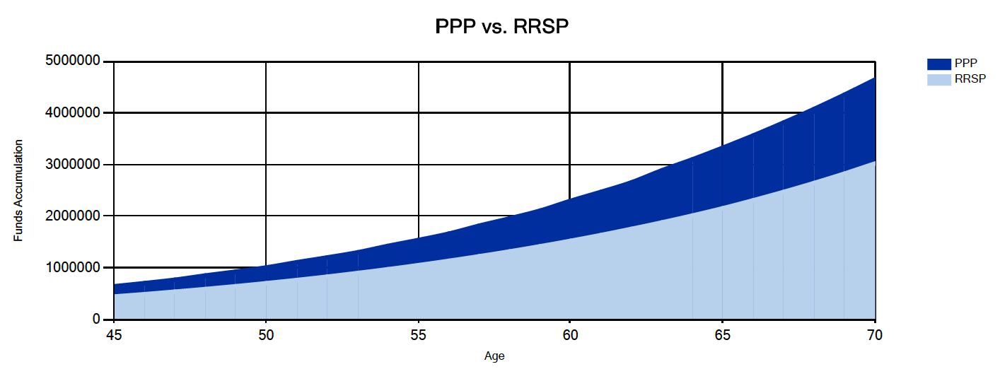 PPP vs. RRSP
5000000
4000000
3000000
2000000
1000000
0
Funds Accumulation
45 50 55 60 65 70
Age
PPP
RRSP